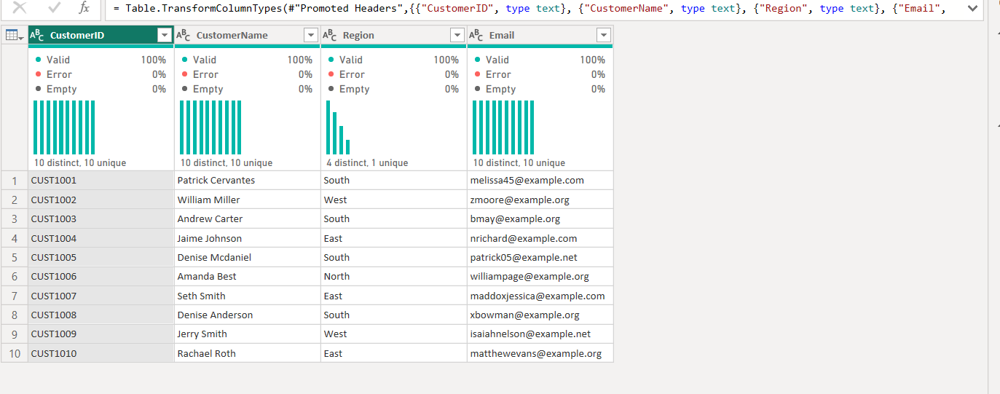 fx = Table.TransformColumnTypes(#"Promoted Headers",{{"CustomerID", type text}, {"CustomerName", type text}, {"Region", type text}, {"Email",
ABC CustomerID ABC CustomerName ABC Region ABC Email
Valid 100% Valid 100% Valid 100% Valid 100%
Error 0% Error 0% Error 0% Error 0%
Empty 0% Empty 0% Empty 0% Empty 0%
10 distinct, 10 unique 10 distinct, 10 unique 4 distinct, 1 unique 10 distinct, 10 unique
1 CUST1001 Patrick Cervantes South melissa45@example.com
2 CUST1002 William Miller West zmoore@example.org
3 CUST1003 Andrew Carter South bmay@example.org
4 CUST1004 Jaime Johnson East nrichard@example.com
5 CUST1005 Denise Mcdaniel South patrick05@example.net
6 CUST1006 Amanda Best North williampage@example.org
7 CUST1007 Seth Smith East maddoxjessica@example.com
8 CUST1008 Denise Anderson South xbowman@example.org
9 CUST1009 Jerry Smith West isaiahnelson@example.net
10 CUST1010 Rachael Roth East matthewevans@example.org